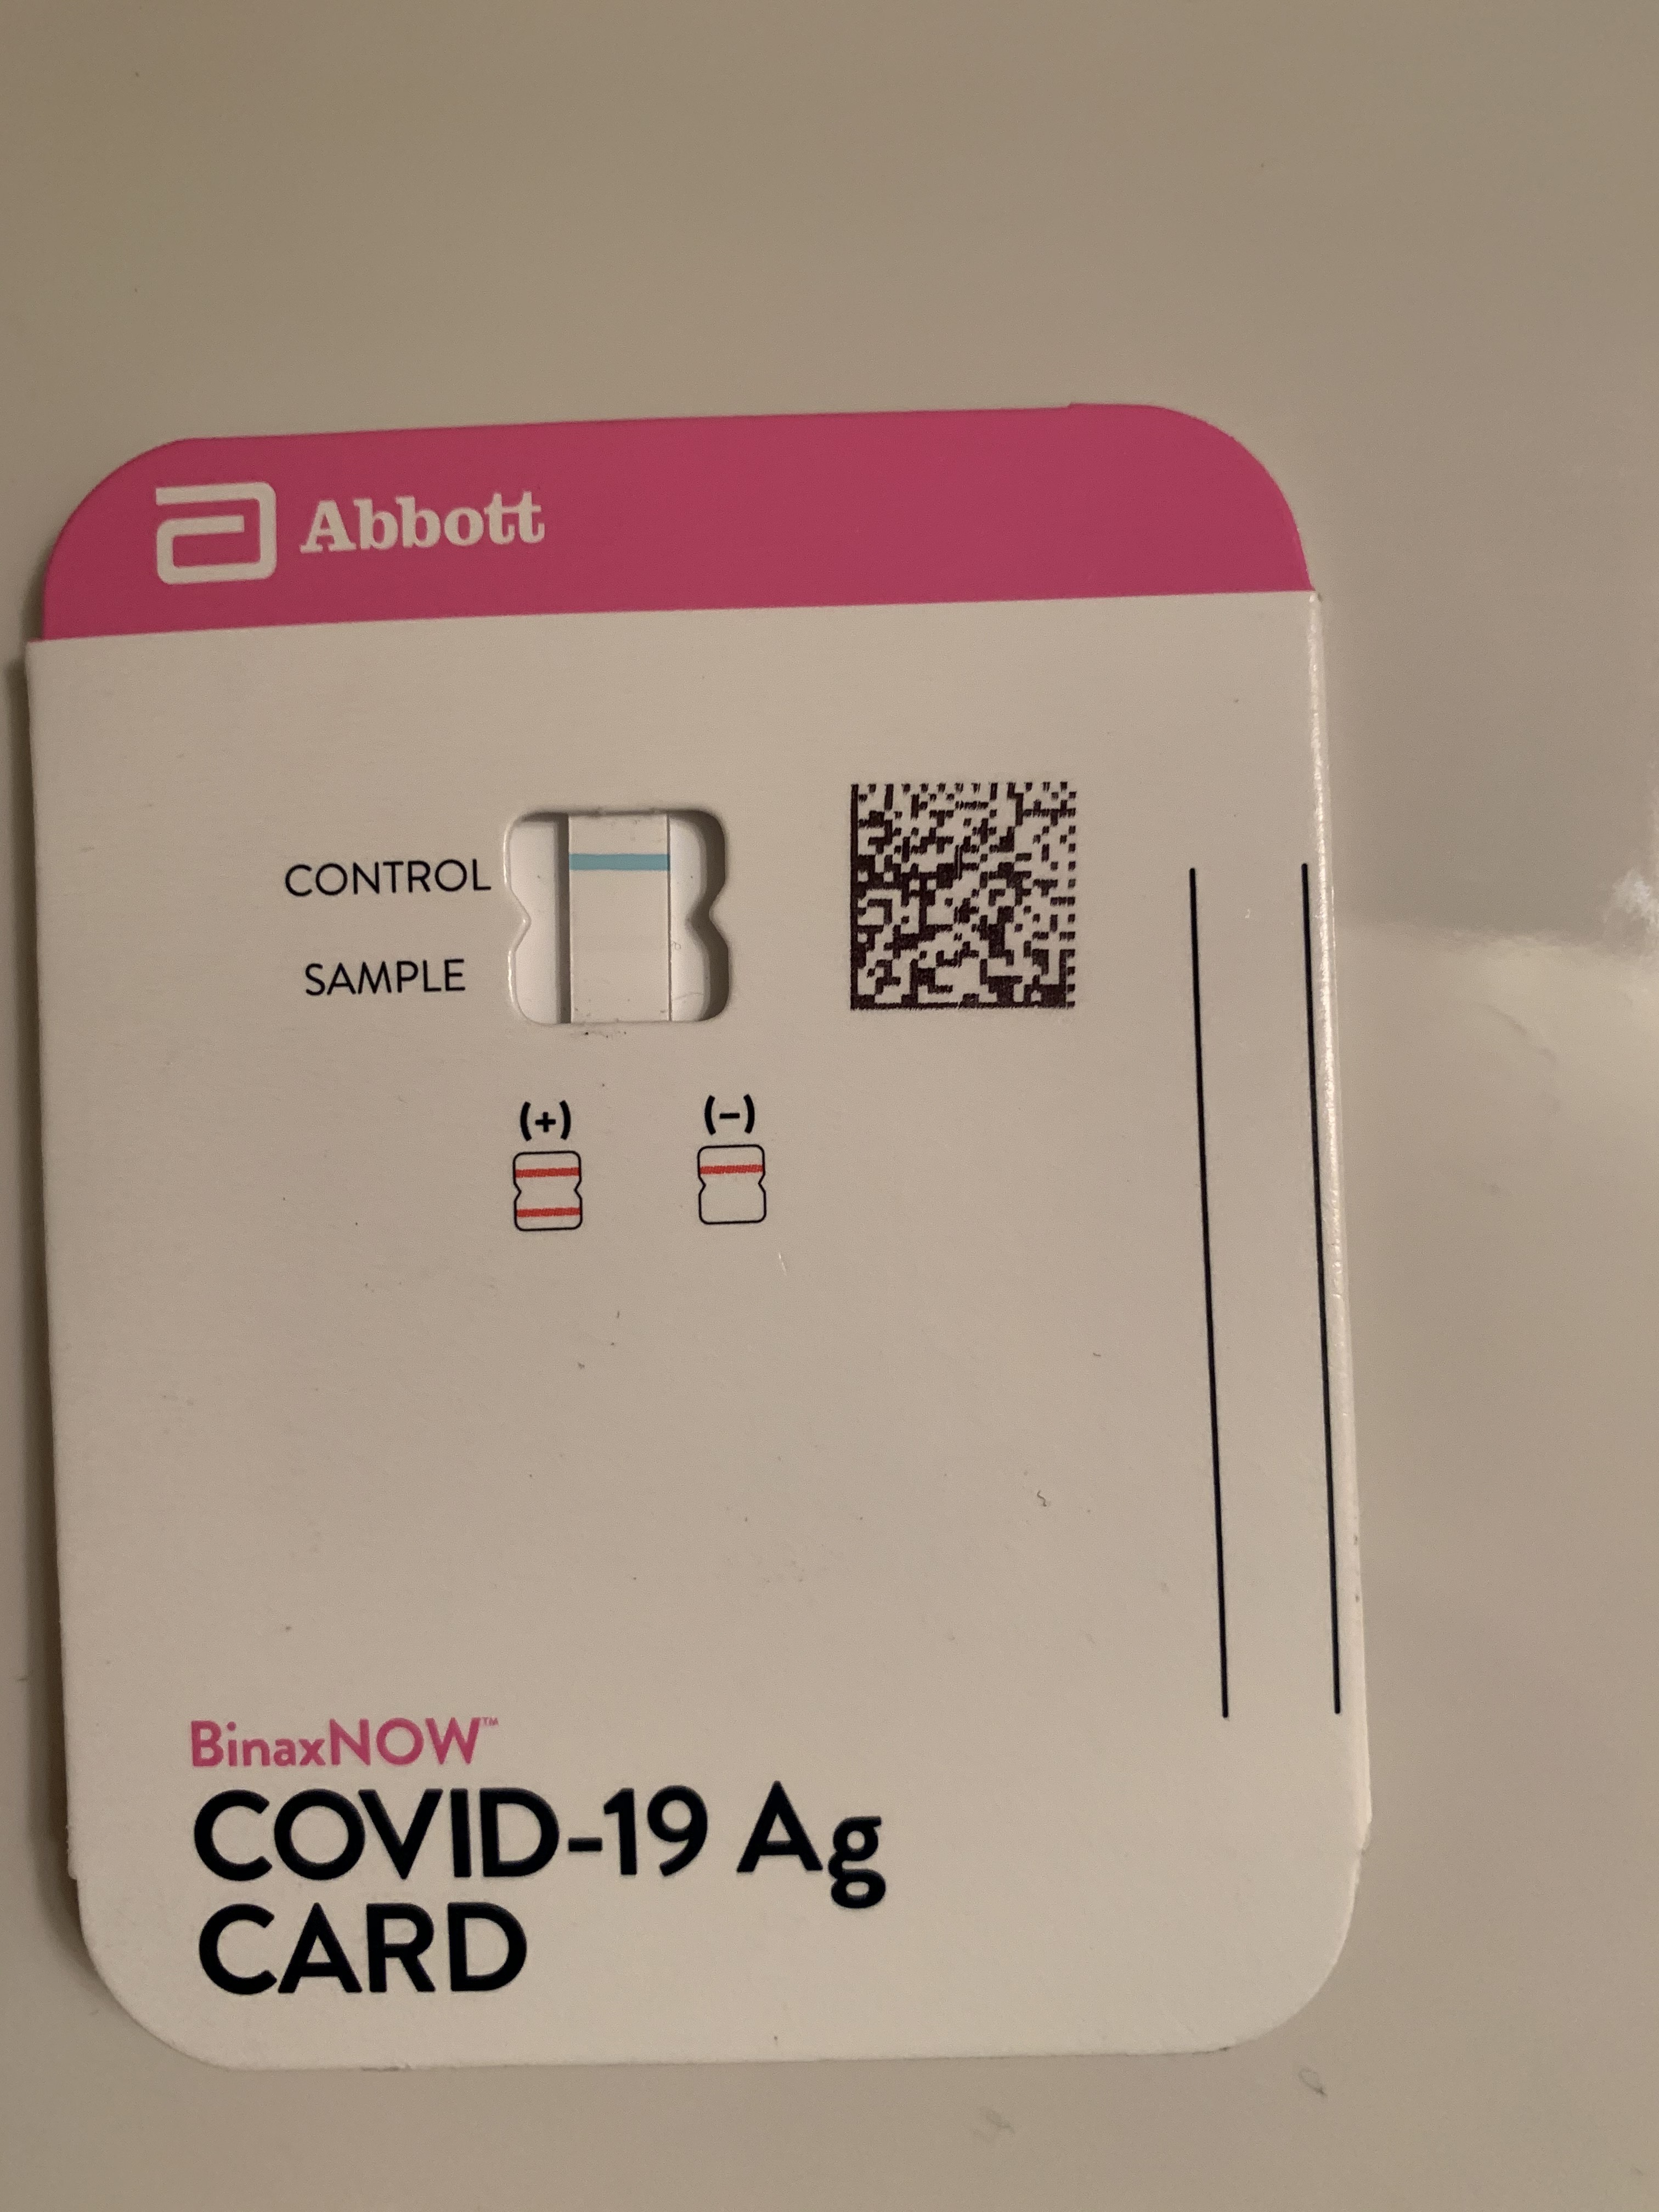 Abbott
CONTROL
SAMPLE
(+) (-)
BinaxNOW™
COVID-19 Ag
CARD